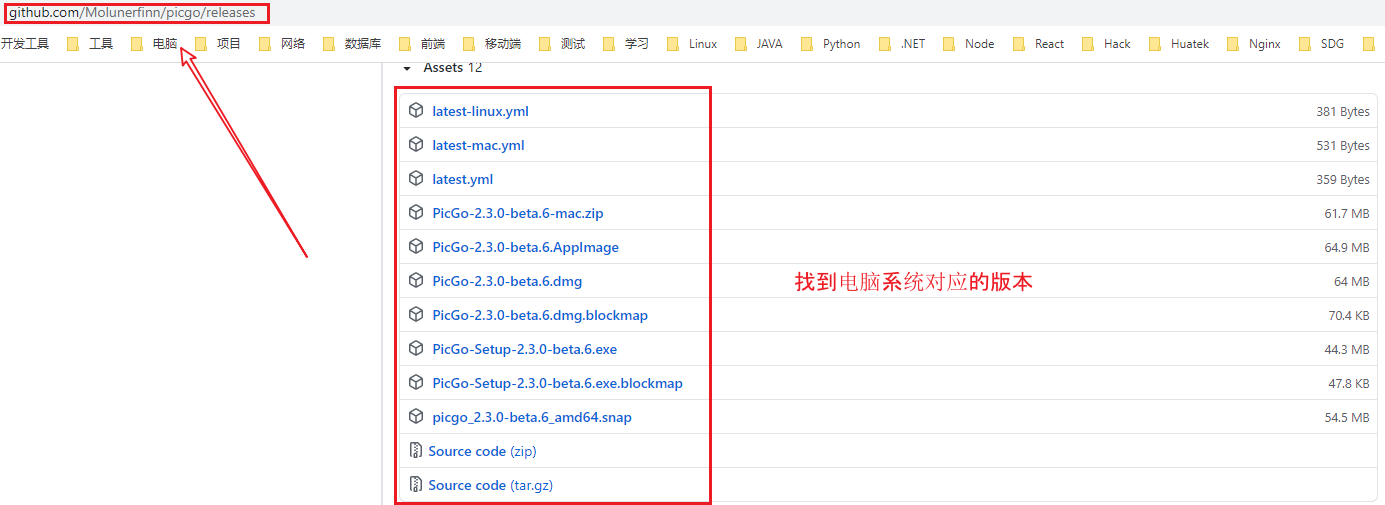 github.com/Molunerfinn/picgo/releases
开发工具 工具 电脑 项目 网络 数据库 前端 移动端 测试 学习 Linux JAVA Python .NET Node React Hack Huatek Nginx SDG
Assets 12
latest-linux.yml 381 Bytes
latest-mac.yml 531 Bytes
latest.yml 359 Bytes
PicGo-2.3.0-beta.6-mac.zip 61.7 MB
PicGo-2.3.0-beta.6.AppImage 64.9 MB
PicGo-2.3.0-beta.6.dmg 64 MB
找到电脑系统对应的版本
PicGo-2.3.0-beta.6.dmg.blockmap 70.4 KB
PicGo-Setup-2.3.0-beta.6.exe 44.3 MB
PicGo-Setup-2.3.0-beta.6.exe.blockmap 47.8 KB
picgo_2.3.0-beta.6_amd64.snap 54.5 MB
Source code (zip)
Source code (tar.gz)